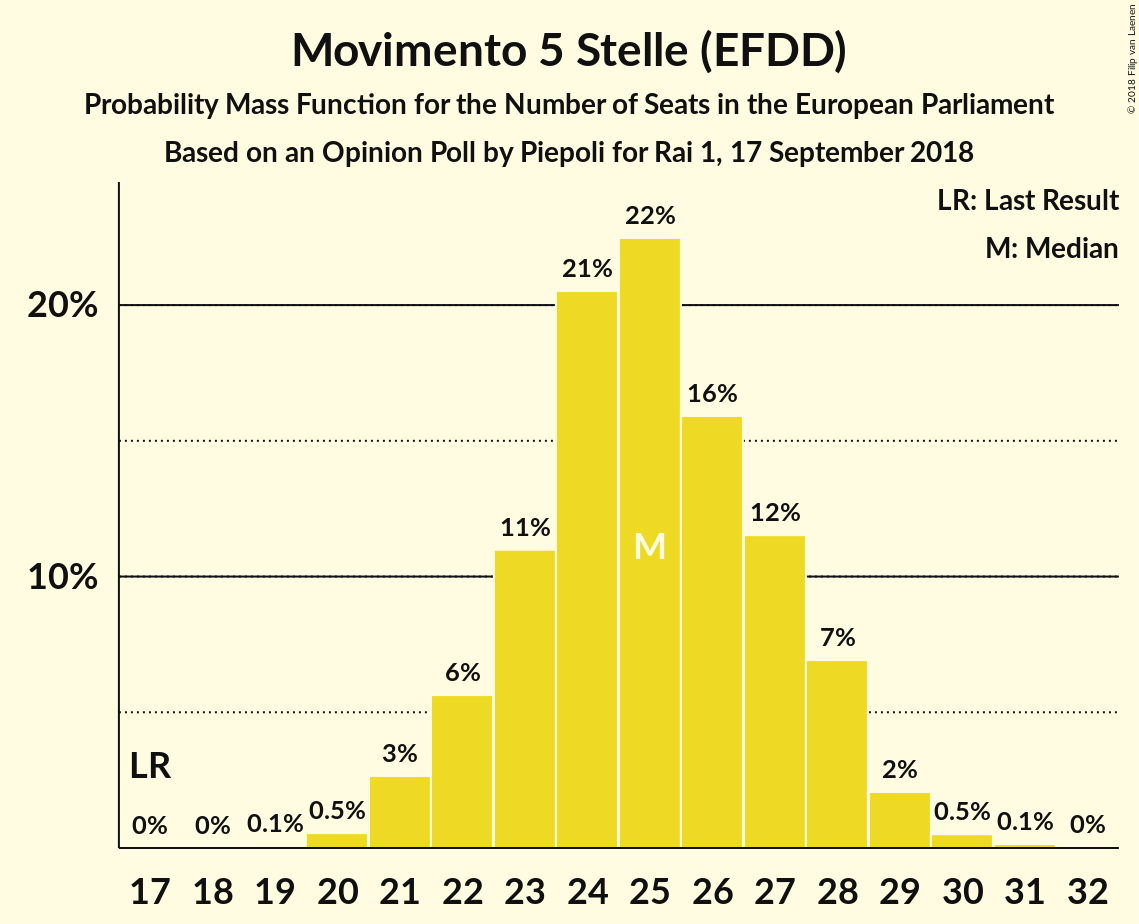 Movimento 5 Stelle (EFDD)
Probability Mass Function for the Number of Seats in the European Parliament
Based on an Opinion Poll by Piepoli for Rai 1, 17 September 2018
© 2018 Filip van Laenen
LR: Last Result
M: Median
22%
21%
20%
16%
12%
11%
M
10%
7%
6%
3%
LR
2%
0% 0% 0.1% 0.5% 0.5% 0.1% 0%
17 18 19 20 21 22 23 24 25 26 27 28 29 30 31 32